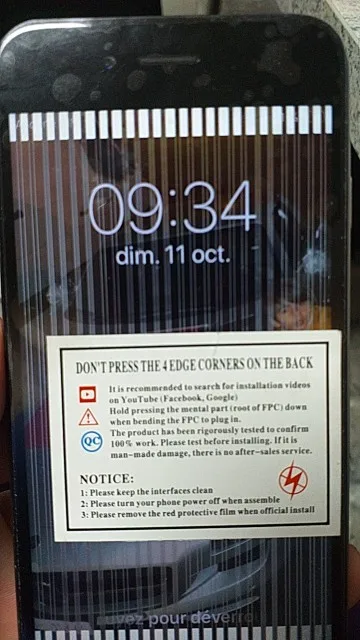 09:34
dim. 11 oct.
DON'T PRESS THE 4 EDGE CORNERS ON THE BACK
It is recommended to search for installation videos
on YouTube (Facebook, Google)
Hold pressing the mental part (root of FPC) down
when bending the FPC to plug in.
QC
The product has been rigorously tested to confirm
100% work. Please test before installing. If it is
man-made damage, there is no after-sales service.
NOTICE:
1: Please keep the interfaces clean
2: Please turn your phone power off when assemble
3: Please remove the red protective film when official install
pour déverro